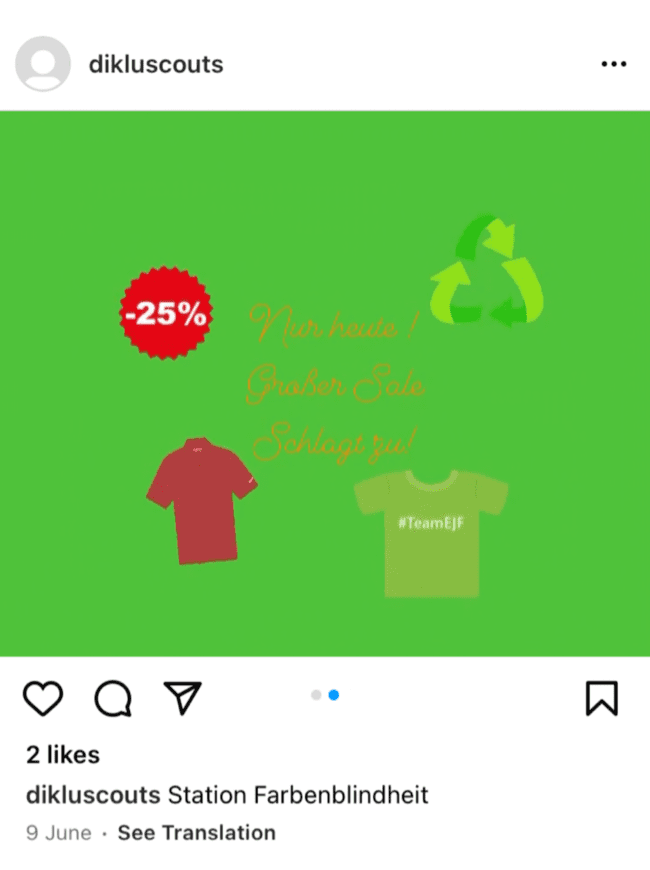 dikluscouts
-25%
Nur heute !
Großer Sale
Schlagt zu!
#TeamEJF
2 likes
dikluscouts Station Farbenblindheit
9 June · See Translation